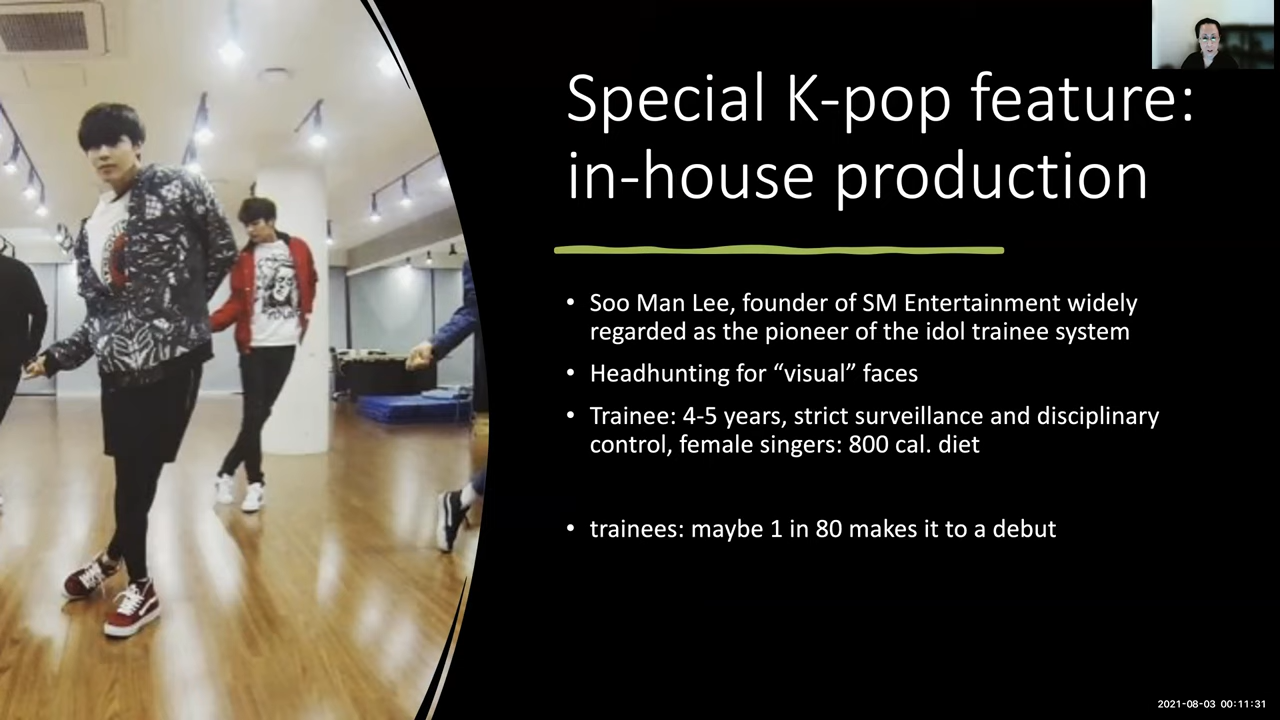 Special K-pop feature:
in-house production
• Soo Man Lee, founder of SM Entertainment widely
regarded as the pioneer of the idol trainee system
• Headhunting for “visual” faces
• Trainee: 4-5 years, strict surveillance and disciplinary
control, female singers: 800 cal. diet
• trainees: maybe 1 in 80 makes it to a debut
2021-08-03 00:11:31